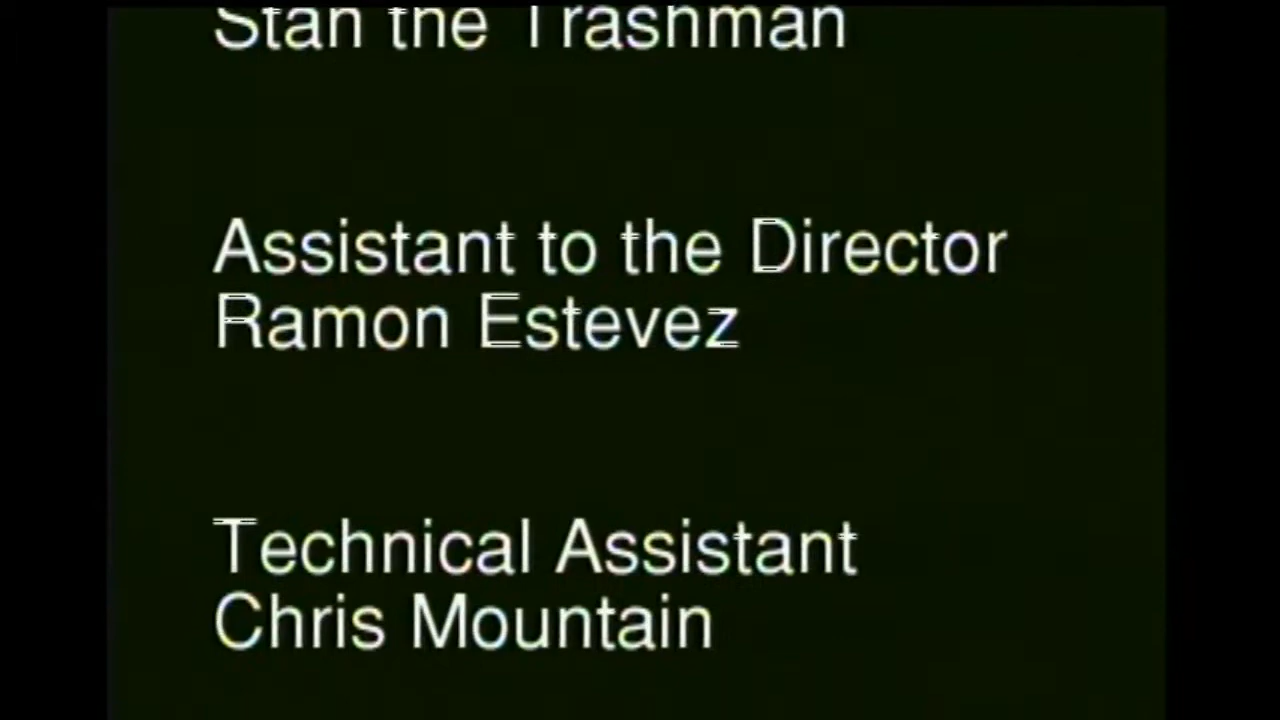 Stan the Trashman
Assistant to the Director
Ramon Estevez
Technical Assistant
Chris Mountain